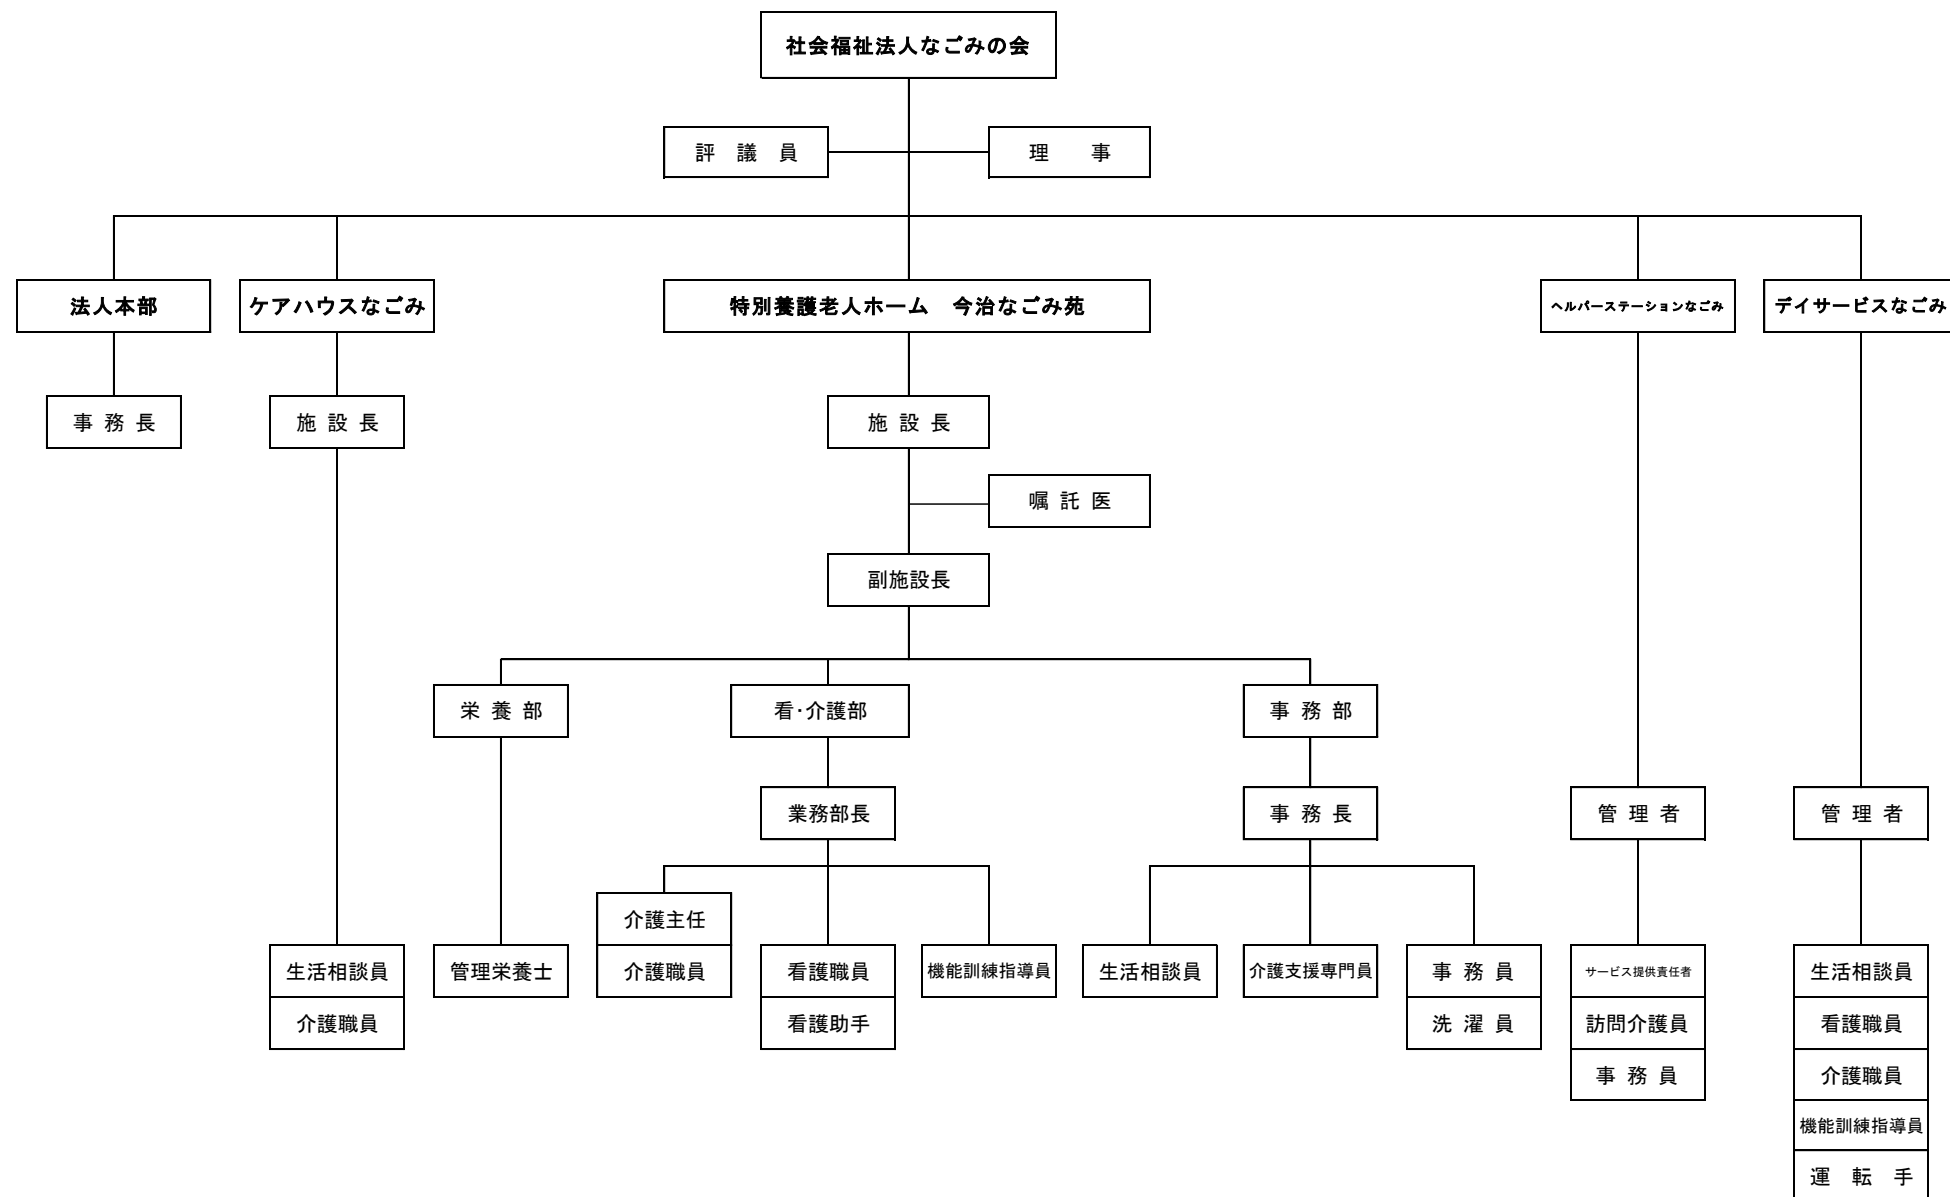 社会福祉法人なごみの会
評　議　員
理　　事
法人本部
ケアハウスなごみ
特別養護老人ホーム　今治なごみ苑
ヘルパーステーションなごみ
デイサービスなごみ
事 務 長
施 設 長
施 設 長
嘱 託 医
副施設長
栄 養 部
看･介護部
事 務 部
業務部長
事 務 長
管 理 者
管 理 者
介護主任
生活相談員
管理栄養士
介護職員
看護職員
機能訓練指導員
生活相談員
介護支援専門員
事 務 員
サービス提供責任者
生活相談員
介護職員
看護助手
洗 濯 員
訪問介護員
看護職員
事 務 員
介護職員
機能訓練指導員
運　転　手